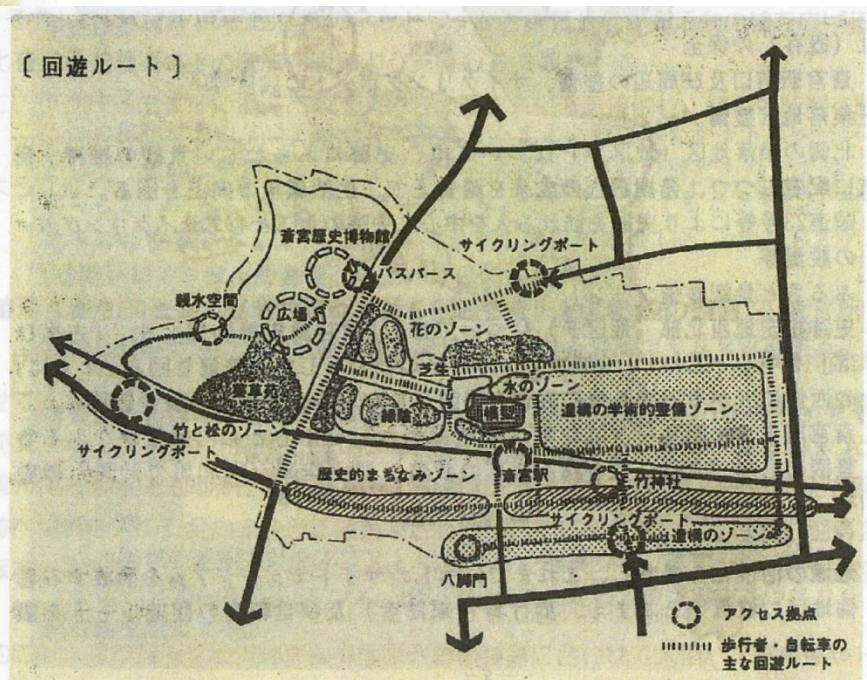 〔回遊ルート〕
斎宮歴史博物館
サイクリングポート
バスバース
親水空間
広場
花のゾーン
芝生
水のゾーン
薬草苑
緑陰
模型
遺構の学術的整備ゾーン
竹と松のゾーン
サイクリングポート
歴史的まちなみゾーン
斎宮駅
竹神社
サイクリングポート
遺構のゾーン
八脚門
アクセス拠点
歩行者・自転車の
主な回遊ルート